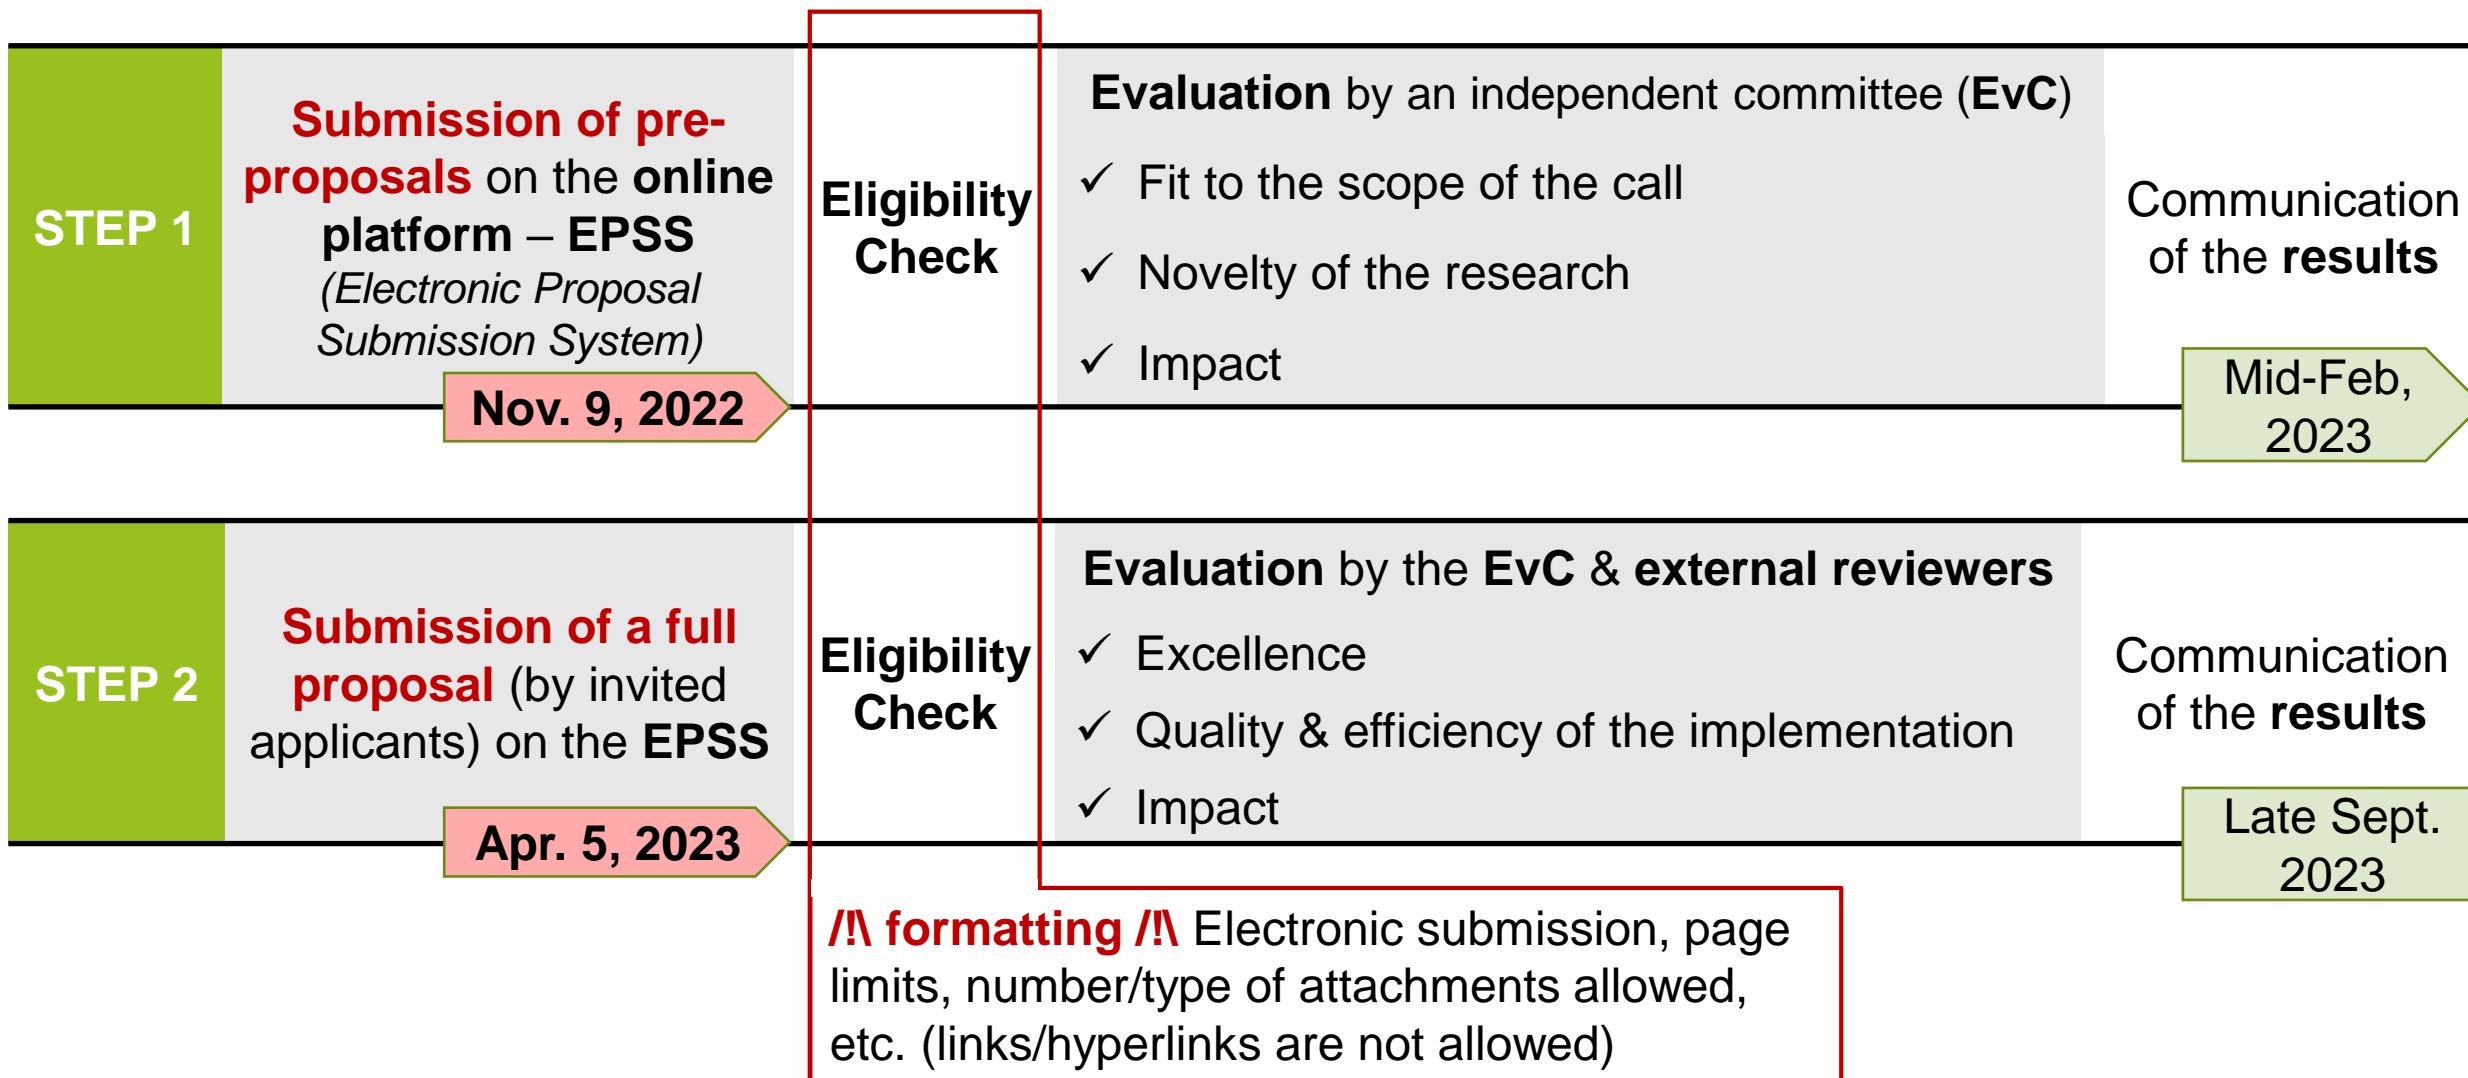 STEP 1
Submission of pre-
proposals on the online
platform – EPSS
(Electronic Proposal
Submission System)
Nov. 9, 2022
Eligibility
Check
Evaluation by an independent committee (EvC)
✓ Fit to the scope of the call
✓ Novelty of the research
✓ Impact
Communication
of the results
Mid-Feb,
2023
STEP 2
Submission of a full
proposal (by invited
applicants) on the EPSS
Apr. 5, 2023
Eligibility
Check
Evaluation by the EvC & external reviewers
✓ Excellence
✓ Quality & efficiency of the implementation
✓ Impact
Communication
of the results
Late Sept.
2023
/!\ formatting /!\ Electronic submission, page
limits, number/type of attachments allowed,
etc. (links/hyperlinks are not allowed)